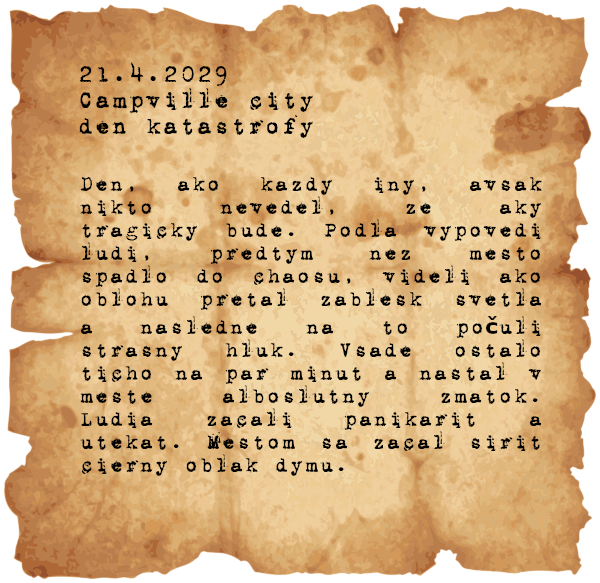 21.4.2029
Campville city
den katastrofy
Den, ako kazdy iny, avsak
nikto nevedel, ze aky
tragicky bude. Podla vypovedi
ludi, predtym nez mesto
spadlo do chaosu, videli ako
oblohu pretal zablesk svetla
a nasledne na to počuli
strasny hluk. Vsade ostalo
ticho na par minut a nastal v
meste alboslutny zmatok.
Ludia zacali panikarit a
utekat. Mestom sa zacal sirit
cierny oblak dymu.